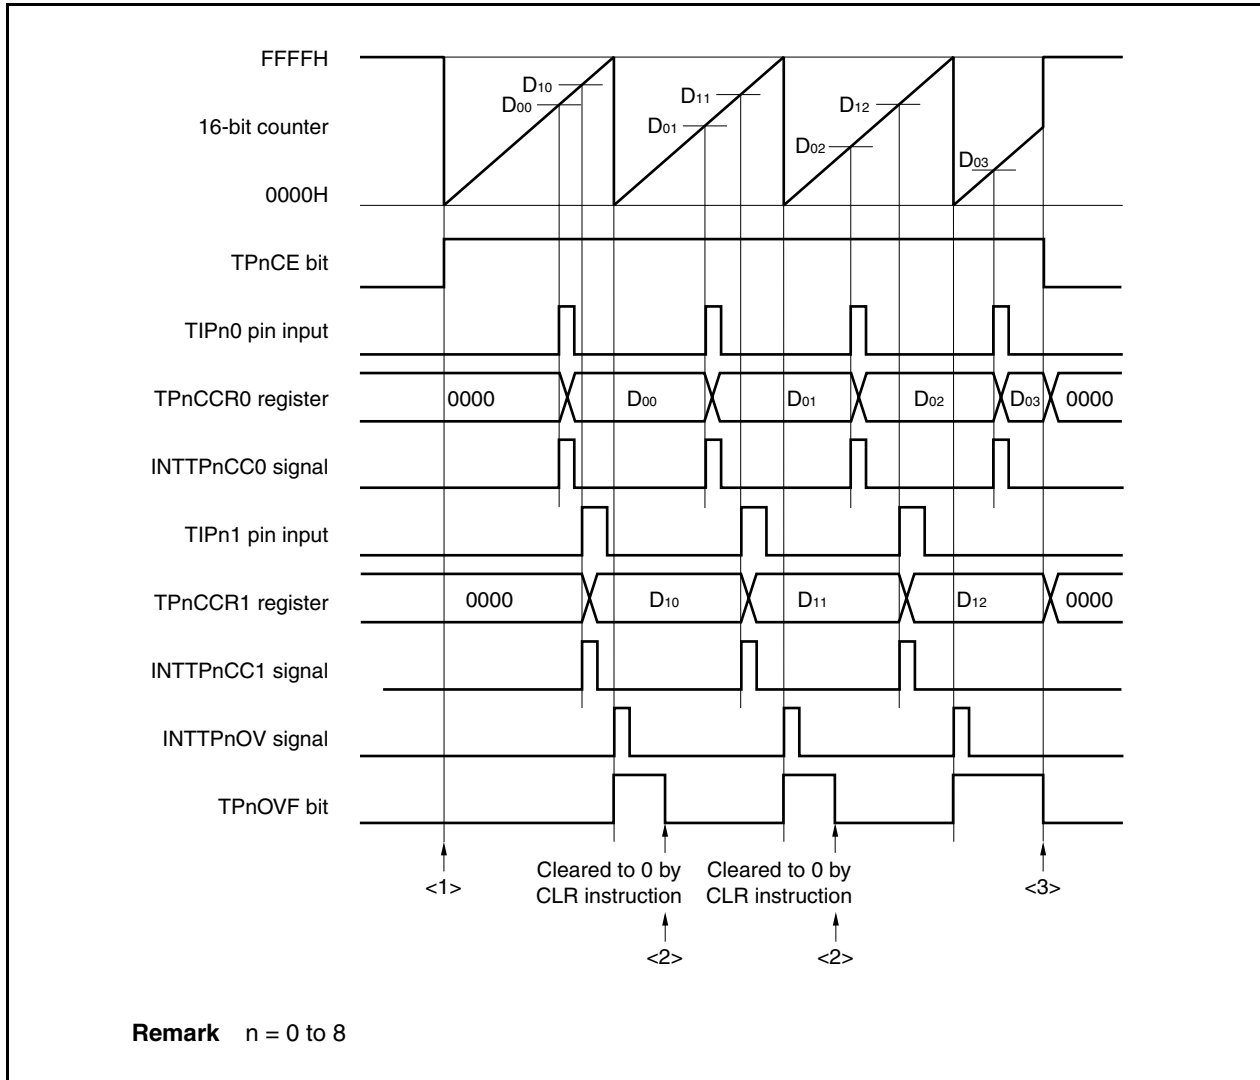 FFFFH
D10
D00
D11
D12
16-bit counter
D01
D02
D03
0000H
TPnCE bit
TIPn0 pin input
TPnCCR0 register
0000 D00 D01 D02 D03 0000
INTTPnCC0 signal
TIPn1 pin input
TPnCCR1 register
0000 D10 D11 D12 0000
INTTPnCC1 signal
INTTPnOV signal
TPnOVF bit
Cleared to 0 by
CLR instruction
Cleared to 0 by
CLR instruction
<1>
<3>
<2>
<2>
Remark n = 0 to 8